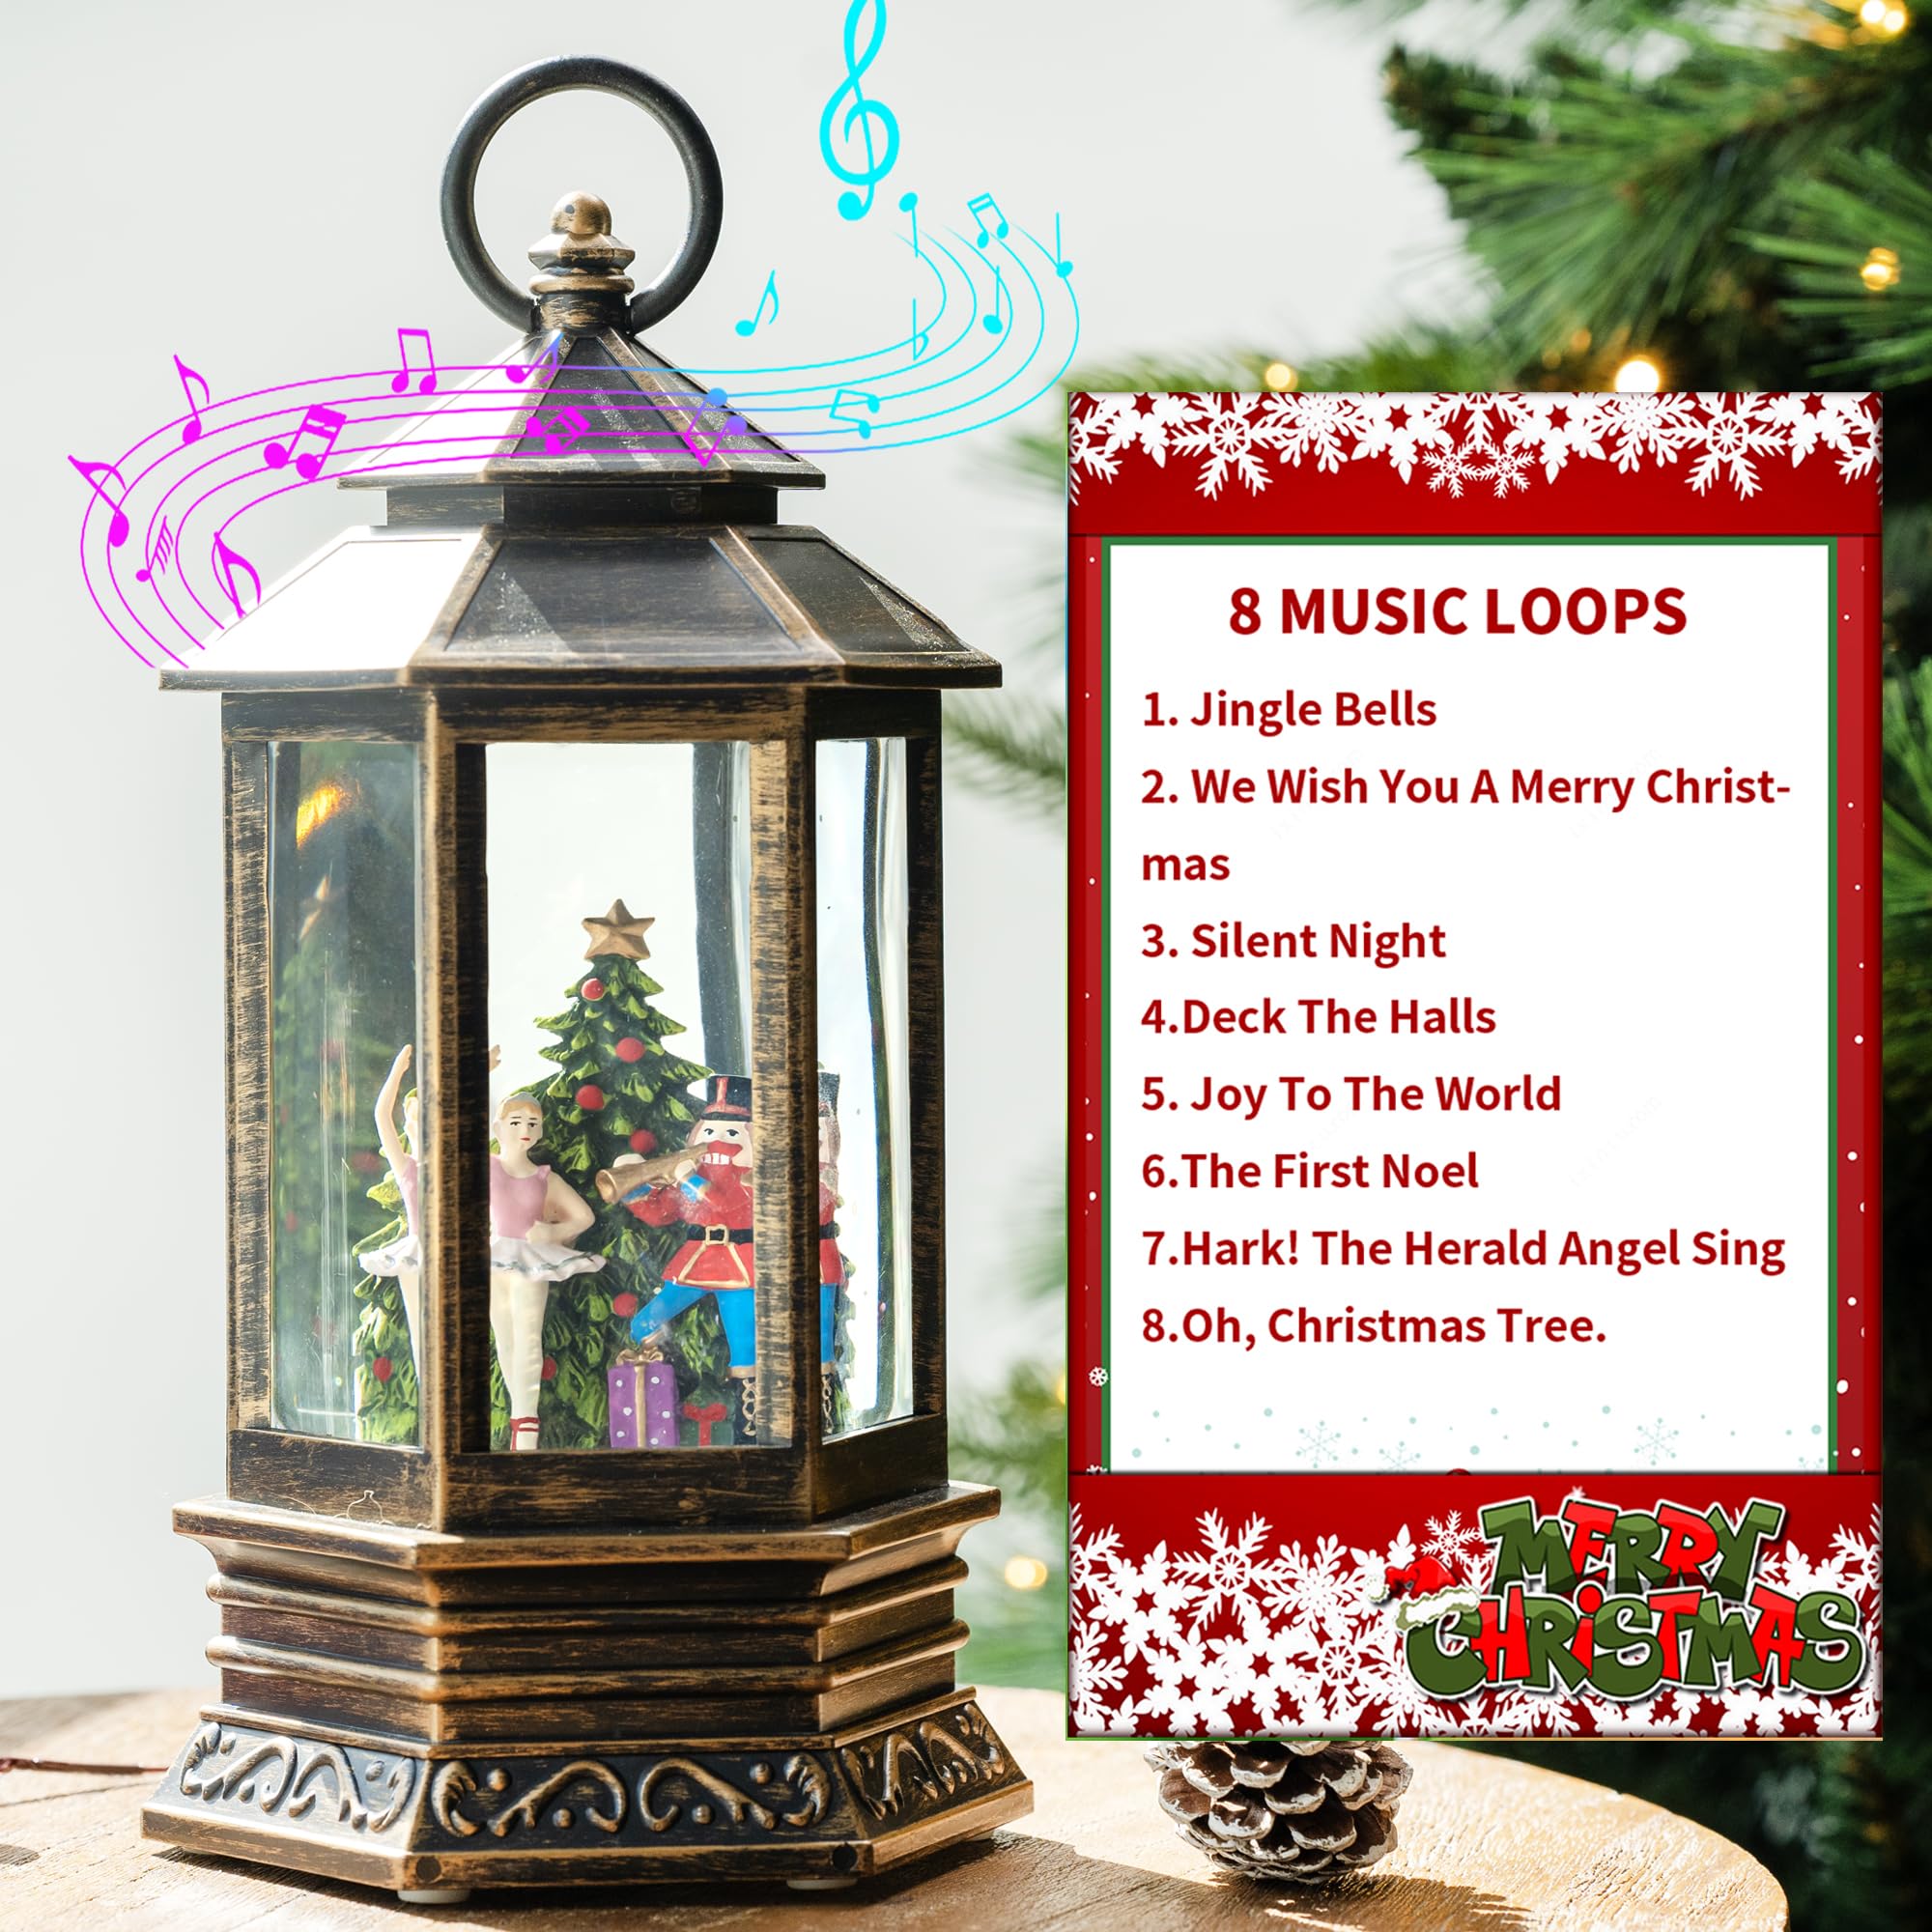 8 MUSIC LOOPS
1. Jingle Bells
2. We Wish You A Merry Christ-
mas
3. Silent Night
4.Deck The Halls
5. Joy To The World
6.The First Noel
7.Hark! The Herald Angel Sing
8.Oh, Christmas Tree.
MERRY
CHRiSTMAS